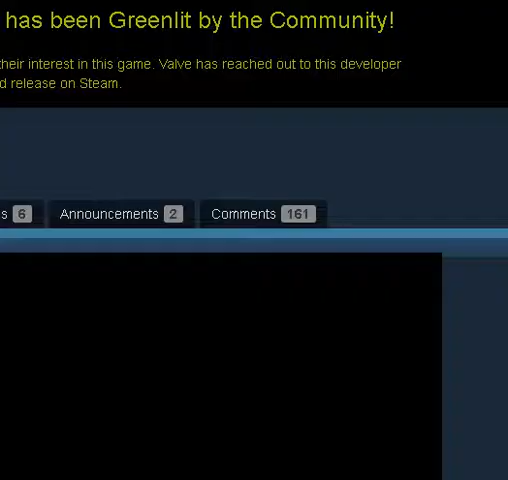 has been Greenlit by the Community!
their interest in this game. Valve has reached out to this developer
d release on Steam.
s 6 Announcements 2 Comments 161